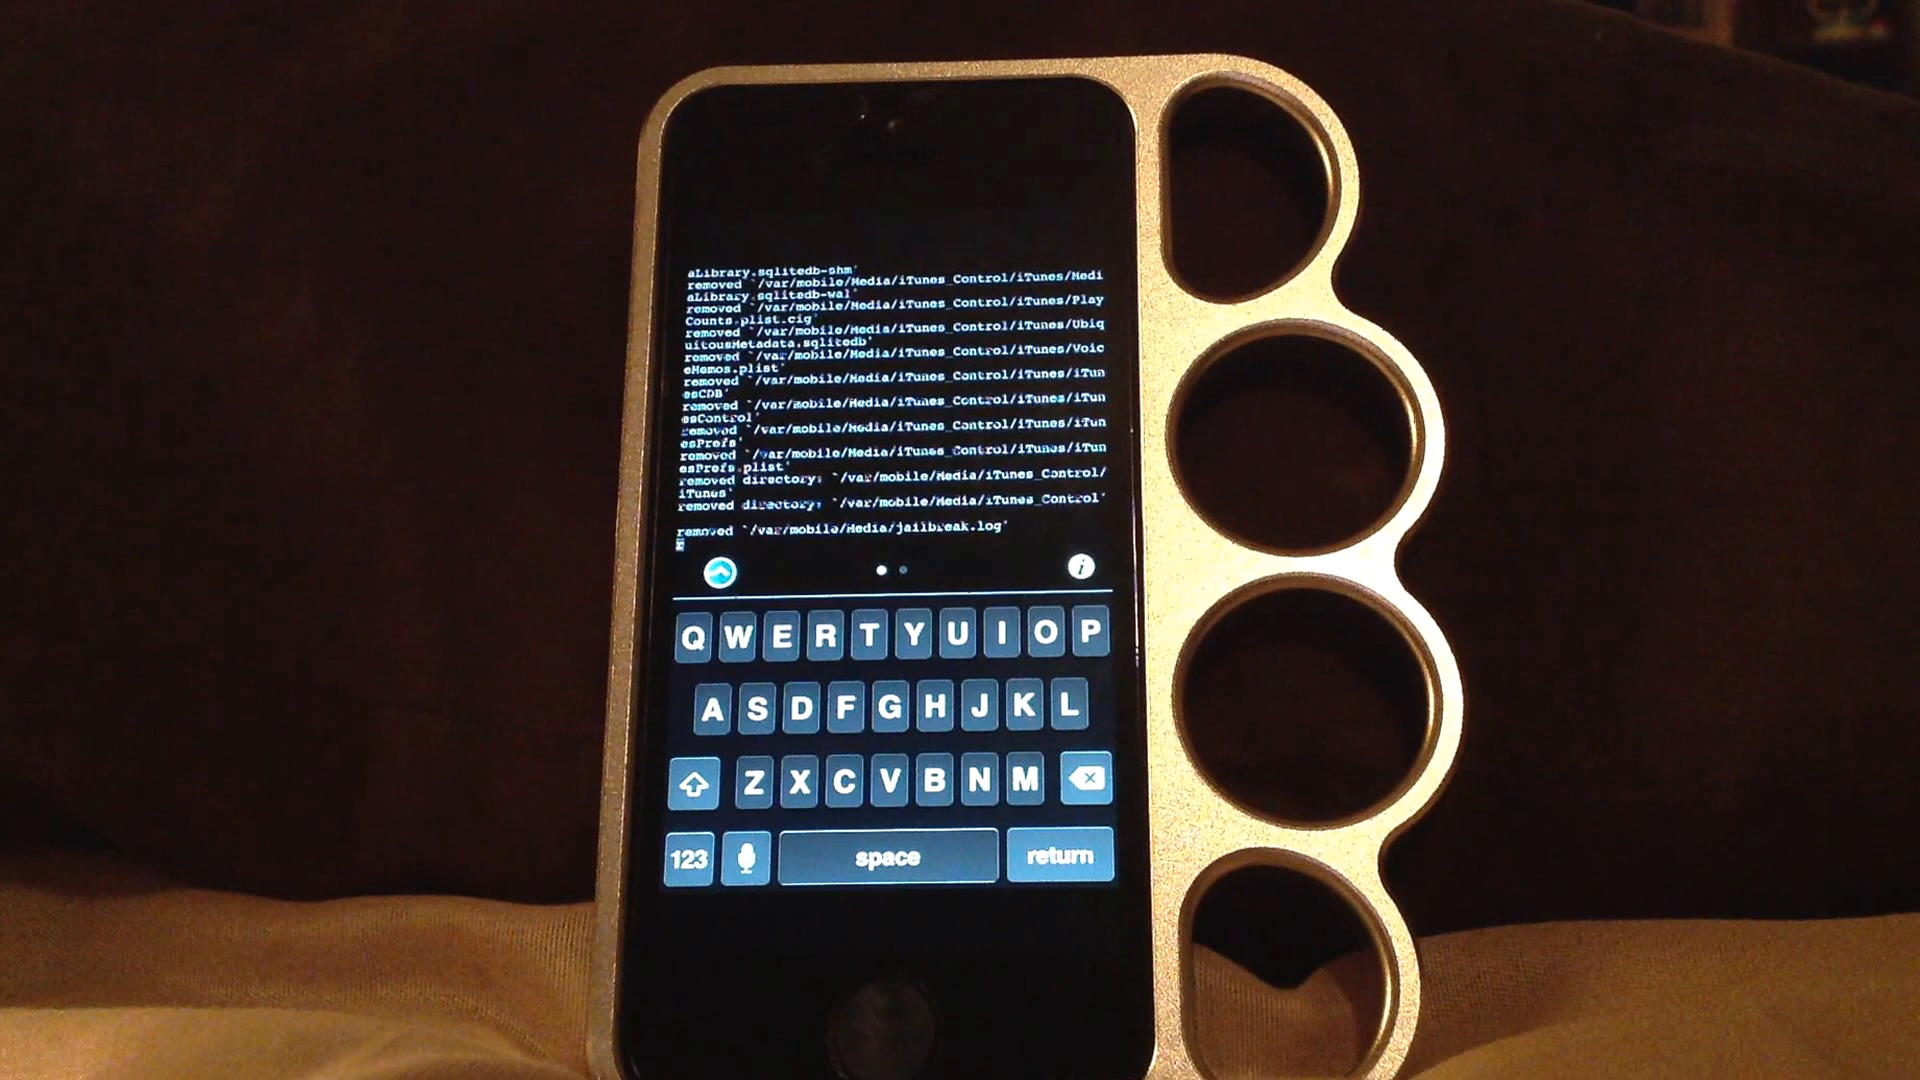 aLibrary.sqlitedb-shm'
removed `/var/mobile/Media/iTunes_Control/iTunes/Medi
aLibrary.sqlitedb-wal'
removed `/var/mobile/Media/iTunes_Control/iTunes/Play
Counts.plist.cig'
removed `/var/mobile/Media/iTunes_Control/iTunes/Ubiq
uitousMetadata.sqlitedb'
removed `/var/mobile/Media/iTunes_Control/iTunes/Voic
eMemos.plist'
removed `/var/mobile/Media/iTunes_Control/iTunes/iTun
esCDB'
removed `/var/mobile/Media/iTunes_Control/iTunes/iTun
esControl'
removed `/var/mobile/Media/iTunes_Control/iTunes/iTun
esPrefs'
removed `/var/mobile/Media/iTunes_Control/iTunes/iTun
esPrefs.plist'
removed directory: `/var/mobile/Media/iTunes_Control/
iTunes'
removed directory: `/var/mobile/Media/iTunes_Control'
removed `/var/mobile/Media/jailbreak.log'
i
Q W E R T Y U I O P
A S D F G H J K L
Z X C V B N M
123 space return